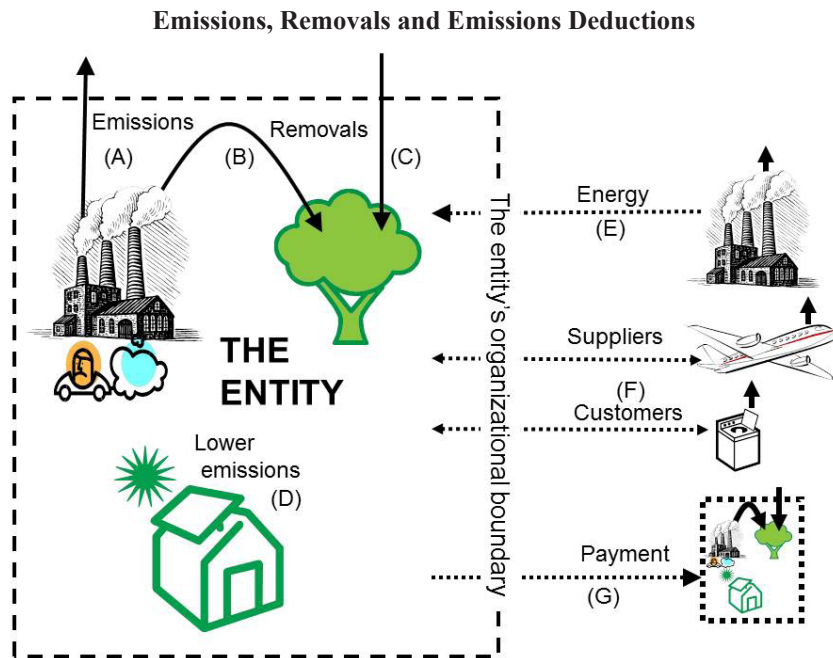 Emissions, Removals and Emissions Deductions
Emissions
(A)
(B)
Removals
(C)
THE
ENTITY
Lower
emissions
(D)
The entity's organizational boundary
Energy
(E)
Suppliers
(F)
Customers
Payment
(G)